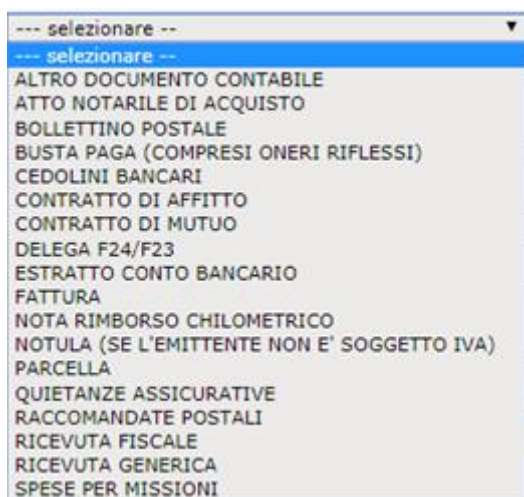 --- selezionare --
--- selezionare --
ALTRO DOCUMENTO CONTABILE
ATTO NOTARILE DI ACQUISTO
BOLLETTINO POSTALE
BUSTA PAGA (COMPRESI ONERI RIFLESSI)
CEDOLINI BANCARI
CONTRATTO DI AFFITTO
CONTRATTO DI MUTUO
DELEGA F24/F23
ESTRATTO CONTO BANCARIO
FATTURA
NOTA RIMBORSO CHILOMETRICO
NOTULA (SE L'EMITTENTE NON E' SOGGETTO IVA)
PARCELLA
QUIETANZE ASSICURATIVE
RACCOMANDATE POSTALI
RICEVUTA FISCALE
RICEVUTA GENERICA
SPESE PER MISSIONI